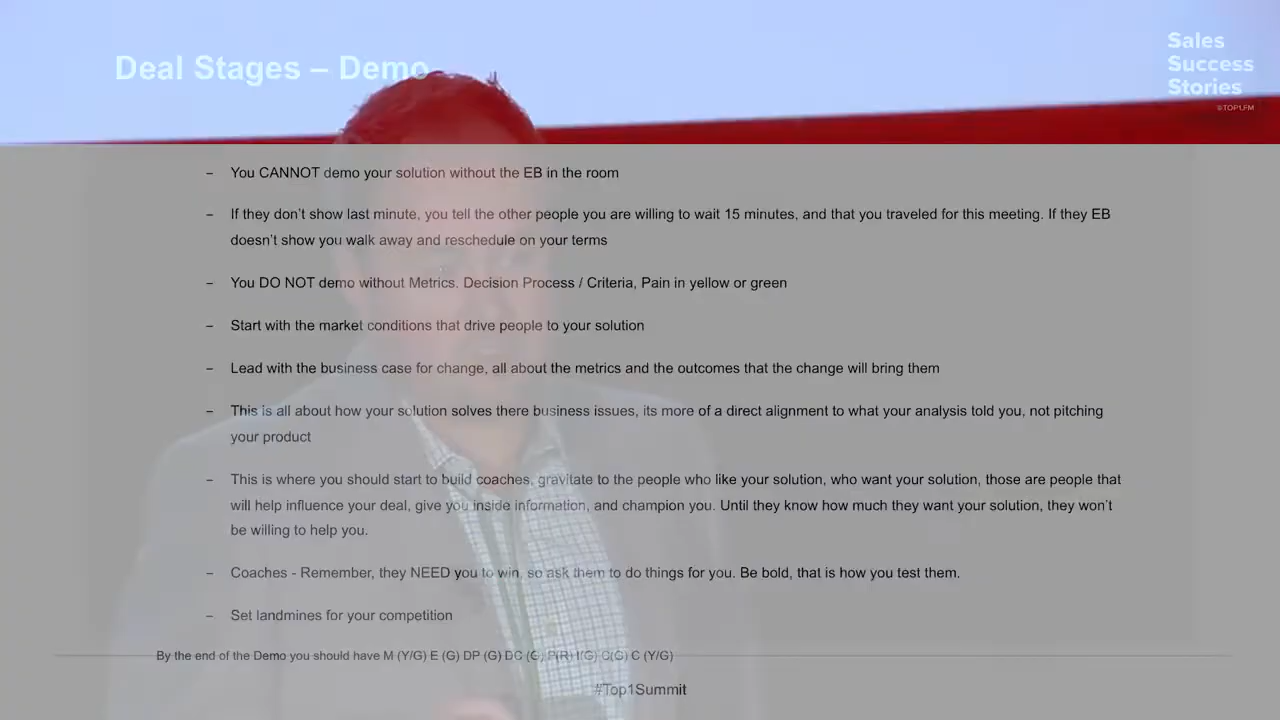 Deal Stages – Demo
Sales
Success
Stories
©TOP1.FM
– You CANNOT demo your solution without the EB in the room
– If they don't show last minute, you tell the other people you are willing to wait 15 minutes, and that you traveled for this meeting. If they EB
doesn't show you walk away and reschedule on your terms
– You DO NOT demo without Metrics. Decision Process / Criteria, Pain in yellow or green
– Start with the market conditions that drive people to your solution
– Lead with the business case for change, all about the metrics and the outcomes that the change will bring them
– This is all about how your solution solves there business issues, its more of a direct alignment to what your analysis told you, not pitching
your product
– This is where you should start to build coaches, gravitate to the people who like your solution, who want your solution, those are people that
will help influence your deal, give you inside information, and champion you. Until they know how much they want your solution, they won't
be willing to help you.
– Coaches - Remember, they NEED you to win, so ask them to do things for you. Be bold, that is how you test them.
– Set landmines for your competition
By the end of the Demo you should have M (Y/G) E (G) DP (G) DC (G) P(R) I(G) C(G) C (Y/G)
#Top1Summit